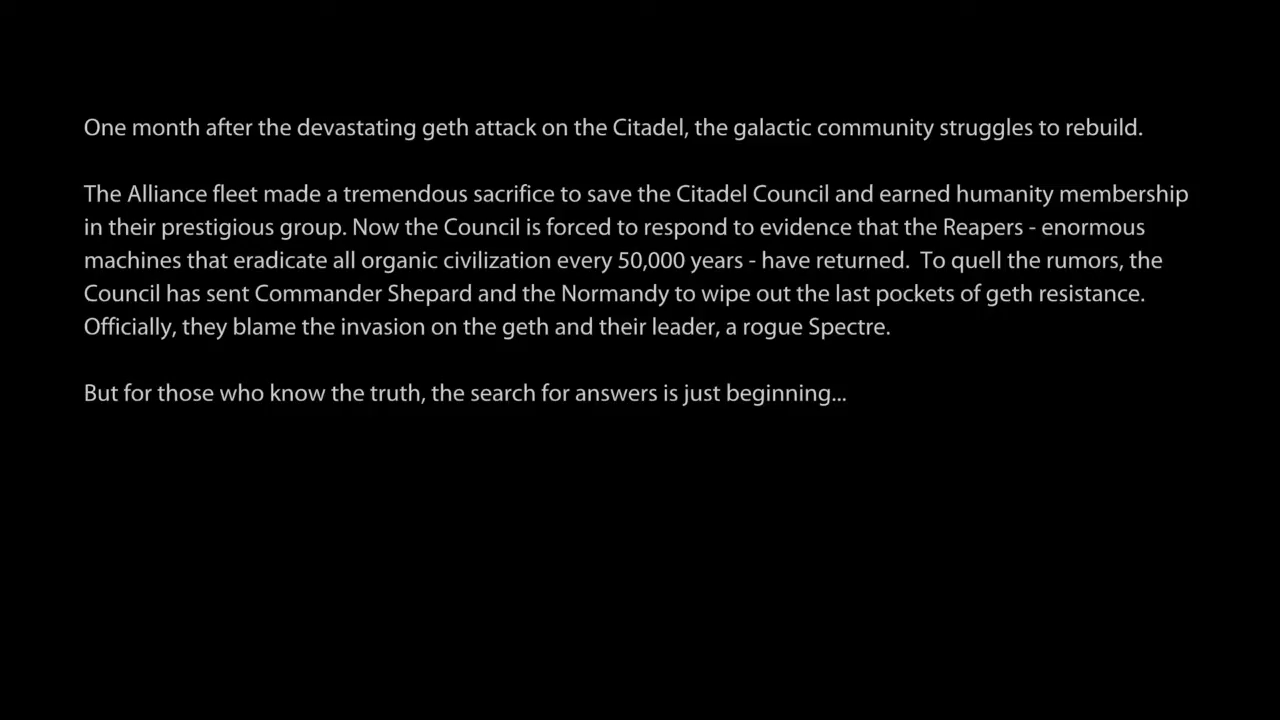 One month after the devastating geth attack on the Citadel, the galactic community struggles to rebuild.
The Alliance fleet made a tremendous sacrifice to save the Citadel Council and earned humanity membership
in their prestigious group. Now the Council is forced to respond to evidence that the Reapers - enormous
machines that eradicate all organic civilization every 50,000 years - have returned.  To quell the rumors, the
Council has sent Commander Shepard and the Normandy to wipe out the last pockets of geth resistance.
Officially, they blame the invasion on the geth and their leader, a rogue Spectre.
But for those who know the truth, the search for answers is just beginning...